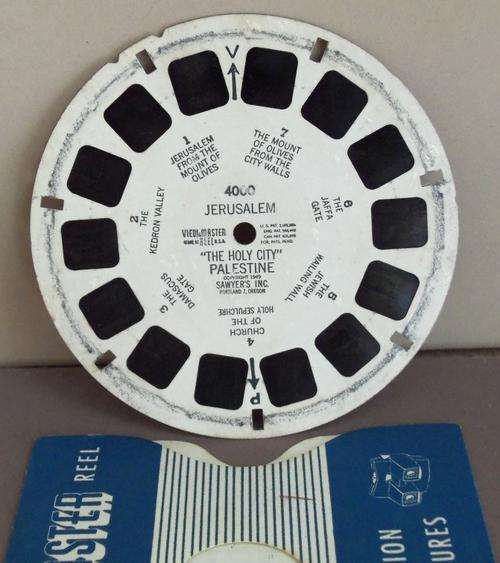 V
1
JERUSALEM
FROM THE
MOUNT OF
OLIVES
7
THE MOUNT
OF OLIVES
FROM THE
CITY WALLS
2
THE
KEDRON VALLEY
4000
JERUSALEM
6
THE
JAFFA
GATE
VIEW MASTER
REEL
U.S.A.
"THE HOLY CITY"
PALESTINE
COPYRIGHT 1949
SAWYER'S INC.
PORTLAND 7, OREGON
3
THE
DAMASCUS
GATE
5
THE
JEWISH
WAILING WALL
4
CHURCH
OF THE
HOLY SEPULCHRE
P
STER
REEL
ION
URES